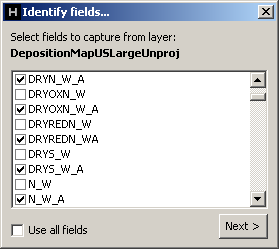 H Identify fields...
Select fields to capture from layer:
DepositionMapUSLargeUnproj
DRYN_W_A
DRYOXN_W
DRYOXN_W_A
DRYREDN_W
DRYREDN_WA
DRYS_W
DRYS_W_A
N_W
N_W_A
Use all fields
Next >